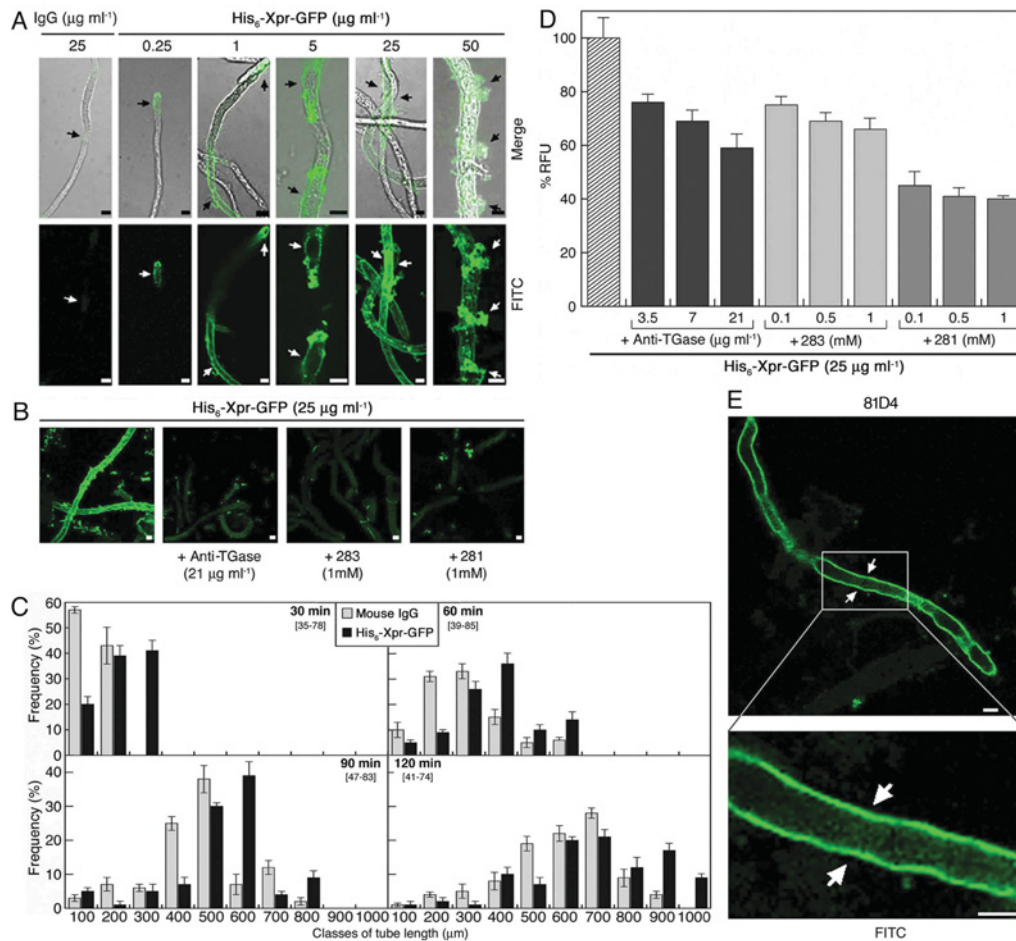 A
IgG (μg ml⁻¹) His₆-Xpr-GFP (μg ml⁻¹)
25 0.25 1 5 25 50
Merge
FITC
B
His₆-Xpr-GFP (25 μg ml⁻¹)
+ Anti-TGase + 283 + 281
(21 μg ml⁻¹) (1mM) (1mM)
C
Frequency (%)
60
50
40
30
20
10
0
30 min
[35-78]
Mouse IgG
His₆-Xpr-GFP
60 min
[39-85]
Frequency (%)
40
30
20
10
0
90 min
[47-83]
120 min
[41-74]
100 200 300 400 500 600 700 800 900 1000 100 200 300 400 500 600 700 800 900 1000
Classes of tube length (μm)
D
% RFU
100
80
60
40
20
0
3.5 7 21 0.1 0.5 1 0.1 0.5 1
+ Anti-TGase (μg ml⁻¹) + 283 (mM) + 281 (mM)
His₆-Xpr-GFP (25 μg ml⁻¹)
E
81D4
FITC